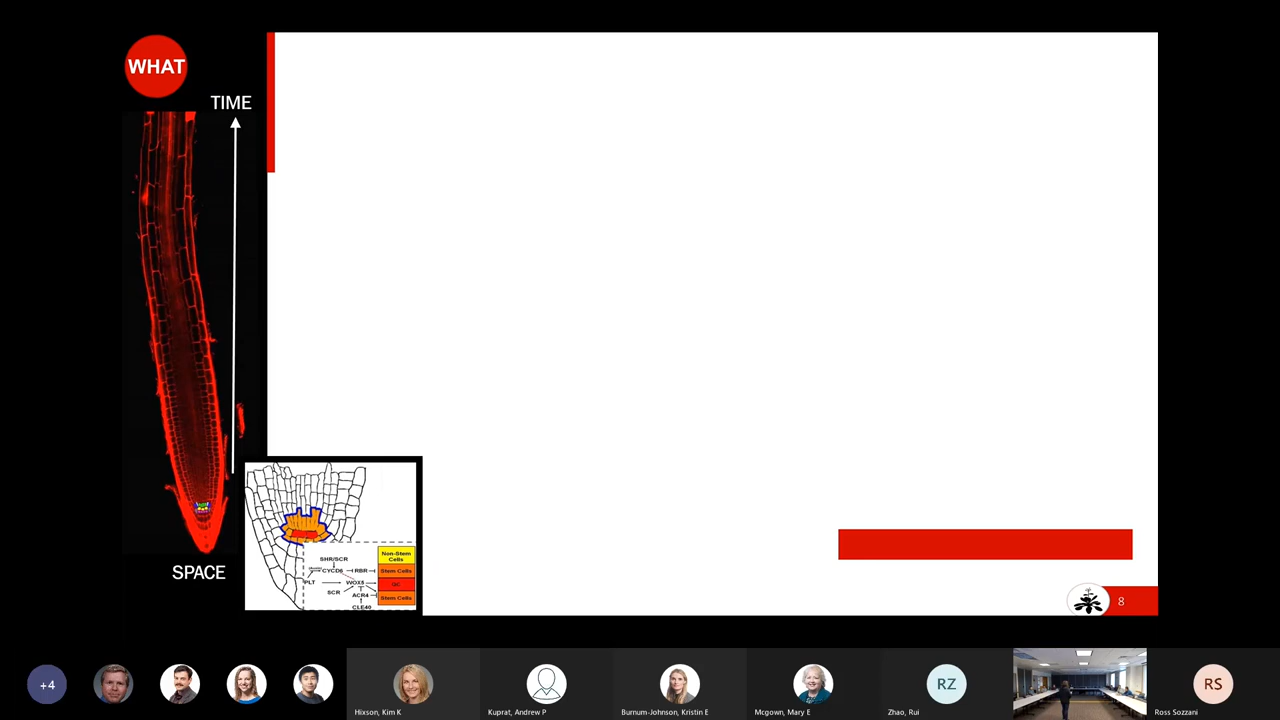 WHAT
TIME
SPACE
SHR/SCR
CYCD6
RBR
PLT
WOX5
SCR
ACR4
CLE40
Non-Stem
Cells
Stem Cells
QC
Stem Cells
8
+4
Hixson, Kim K
Kuprat, Andrew P
Burnum-Johnson, Kristin E
Mcgown, Mary E
RZ
Zhao, Rui
RS
Ross Sozzani